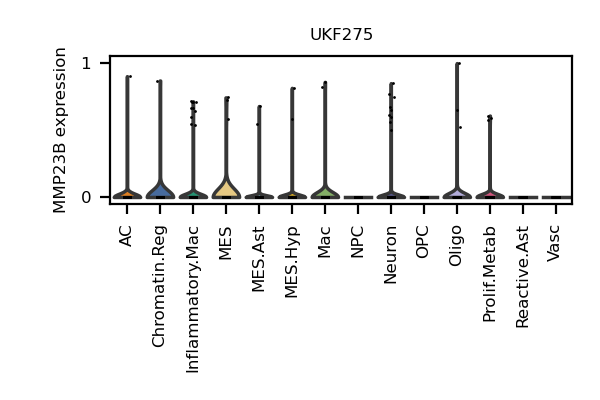 UKF275
MMP23B expression
1
0
AC
Chromatin.Reg
Inflammatory.Mac
MES
MES.Ast
MES.Hyp
Mac
NPC
Neuron
OPC
Oligo
Prolif.Metab
Reactive.Ast
Vasc